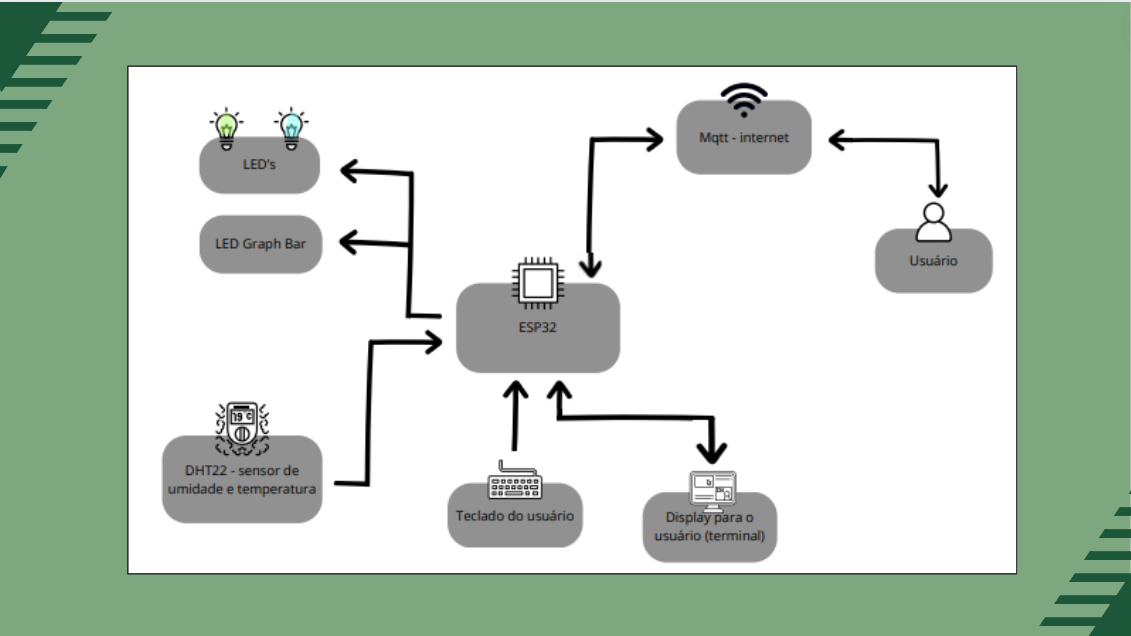 Mqtt - internet
LED's
LED Graph Bar
Usuário
ESP32
DHT22 - sensor de
umidade e temperatura
Teclado do usuário
Display para o
usuário (terminal)